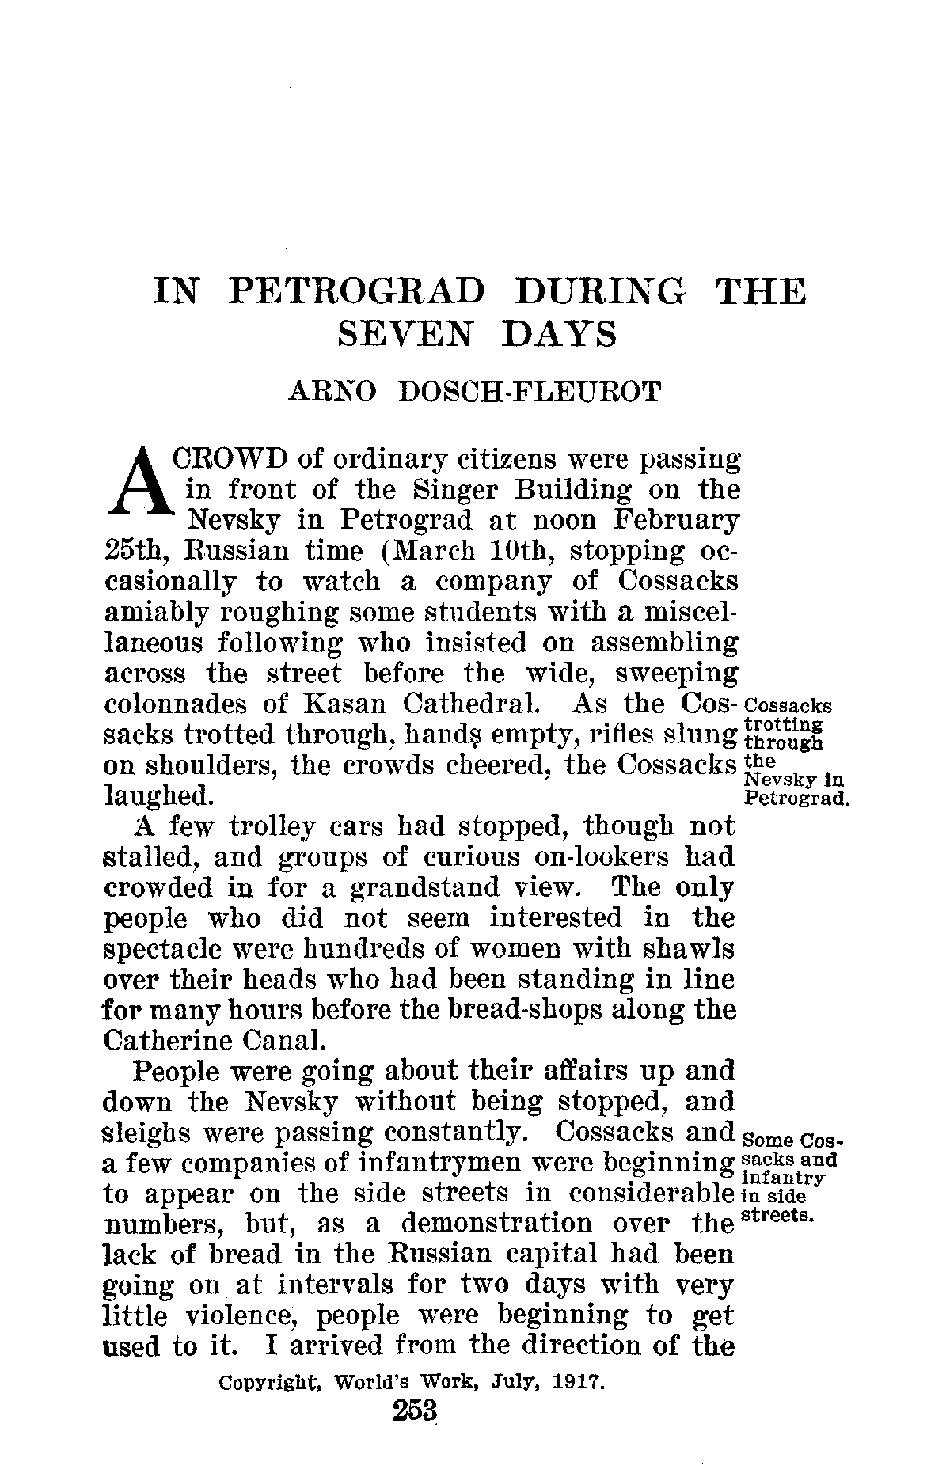 IN PETROGRAD DURING THE
SEVEN DAYS
ARNO DOSCH-FLEUROT
A CROWD of ordinary citizens were passing
in front of the Singer Building on the
Nevsky in Petrograd at noon February
25th, Russian time (March 10th, stopping oc-
casionally to watch a company of Cossacks
amiably roughing some students with a miscel-
laneous following who insisted on assembling
across the street before the wide, sweeping
colonnades of Kasan Cathedral. As the Cos-
sacks trotted through, hands empty, rifles slung
on shoulders, the crowds cheered, the Cossacks
laughed.
Cossacks
trotting
through
the
Nevsky in
Petrograd.
A few trolley cars had stopped, though not
stalled, and groups of curious on-lookers had
crowded in for a grandstand view. The only
people who did not seem interested in the
spectacle were hundreds of women with shawls
over their heads who had been standing in line
for many hours before the bread-shops along the
Catherine Canal.
People were going about their affairs up and
down the Nevsky without being stopped, and
sleighs were passing constantly. Cossacks and
a few companies of infantrymen were beginning
to appear on the side streets in considerable
numbers, but, as a demonstration over the
lack of bread in the Russian capital had been
going on at intervals for two days with very
little violence, people were beginning to get
used to it. I arrived from the direction of the
Some Cos-
sacks and
infantry
in side
streets.
Copyright, World's Work, July, 1917.
253